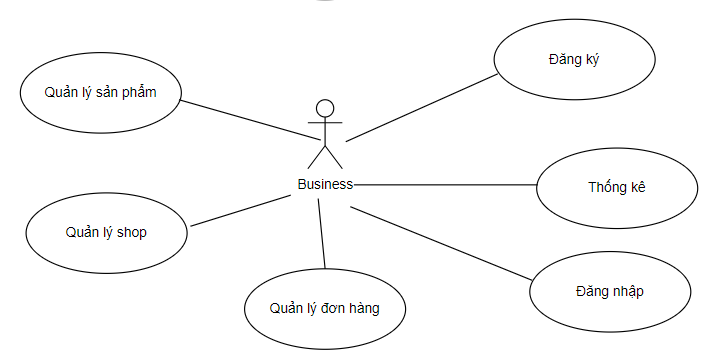 Đăng ký
Quản lý sản phẩm
Business
Thống kê
Quản lý shop
Đăng nhập
Quản lý đơn hàng